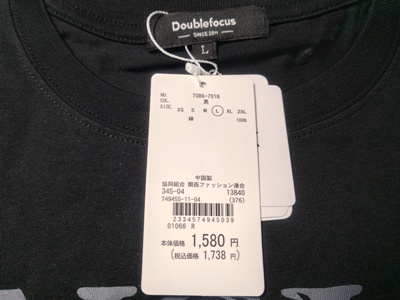 Doublefocus
SINCE 2011
L
NO. 7086-7018
COL. 黒
SIZE. XS S M L XL 2XL
綿 100%
中国製
協同組合 関西ファッション連合
345-04 13840
749455-11-04 (376)
2334574945039
01066 R
本体価格 1,580 円
(税込価格 1,738 円)